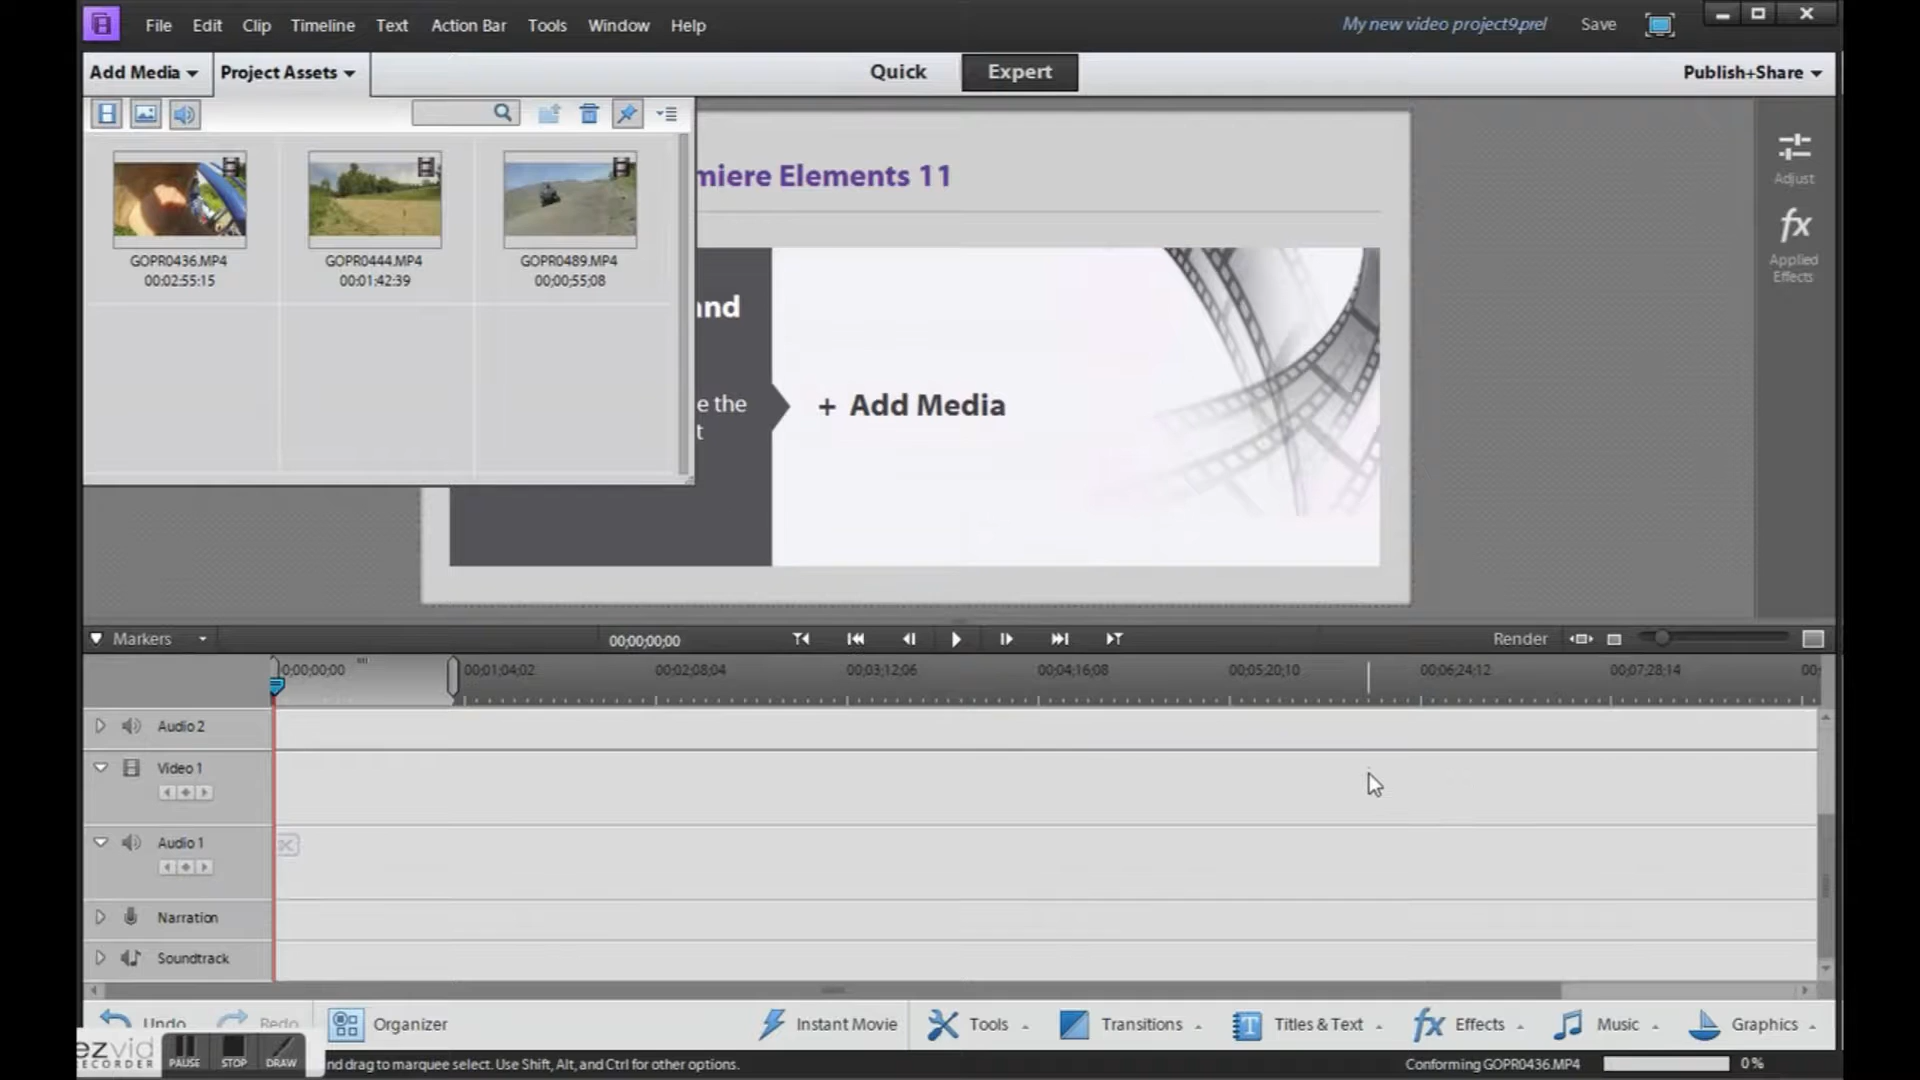 File Edit Clip Timeline Text Action Bar Tools Window Help
My new video project9.prel Save
Add Media Project Assets Quick Expert Publish+Share
miere Elements 11
Adjust
fx
Applied
Effects
GOPR0436.MP4 GOPR0444.MP4 GOPR0489.MP4
00:02:55:15 00:01:42:39 00;00;55;08
and
e the
t
+ Add Media
Markers 00;00;00;00 Render
0;00;00;00 00;01;04;02 00;02;08;04 00;03;12;06 00;04;16;08 00;05;20;10 00;06;24;12 00;07;28;14 00;
Audio 2
Video 1
Audio 1
Narration
Soundtrack
Undo Redo Organizer Instant Movie Tools Transitions Titles & Text Effects Music Graphics
ezvid
RECORDER
PAUSE STOP DRAW
nd drag to marquee select. Use Shift, Alt, and Ctrl for other options. Conforming GOPR0436.MP4 0%